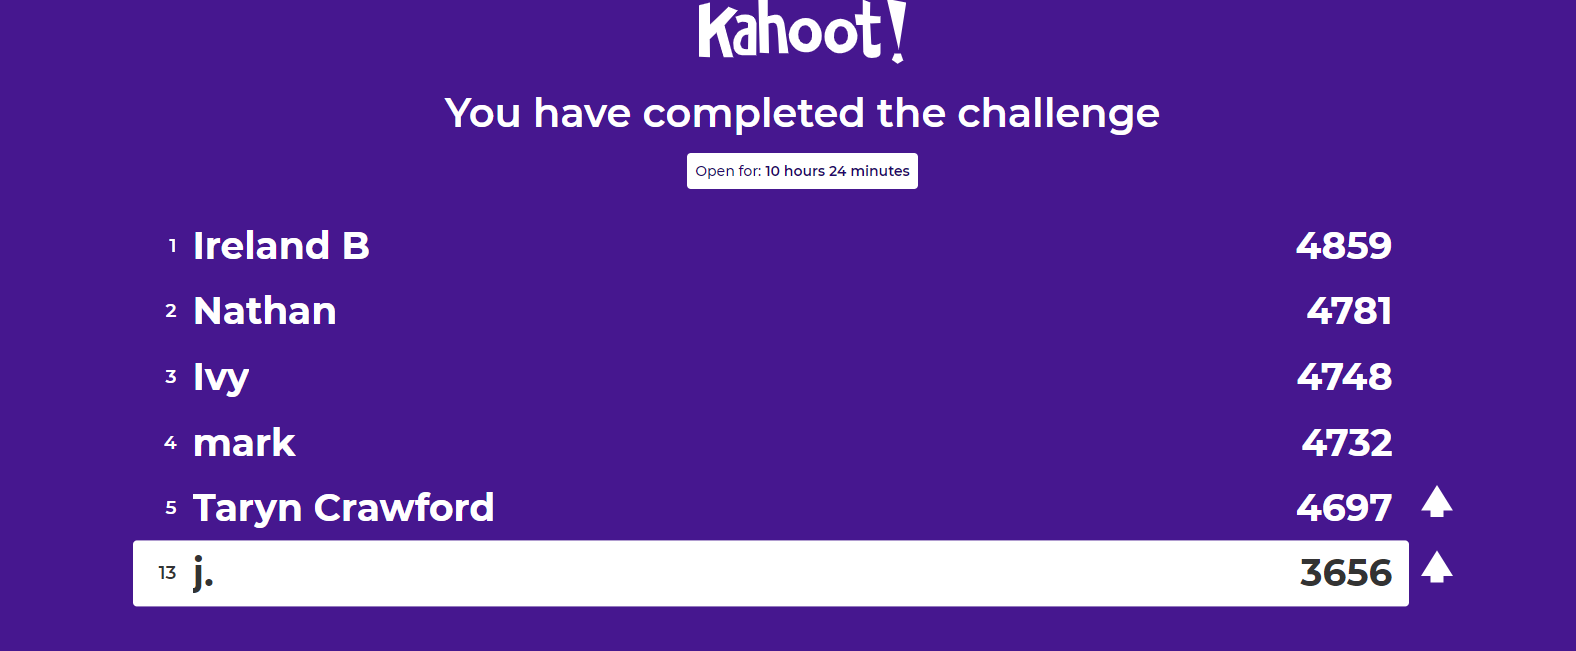 Kahoot!
You have completed the challenge
Open for: 10 hours 24 minutes
1 Ireland B 4859
2 Nathan 4781
3 Ivy 4748
4 mark 4732
5 Taryn Crawford 4697
13 j. 3656